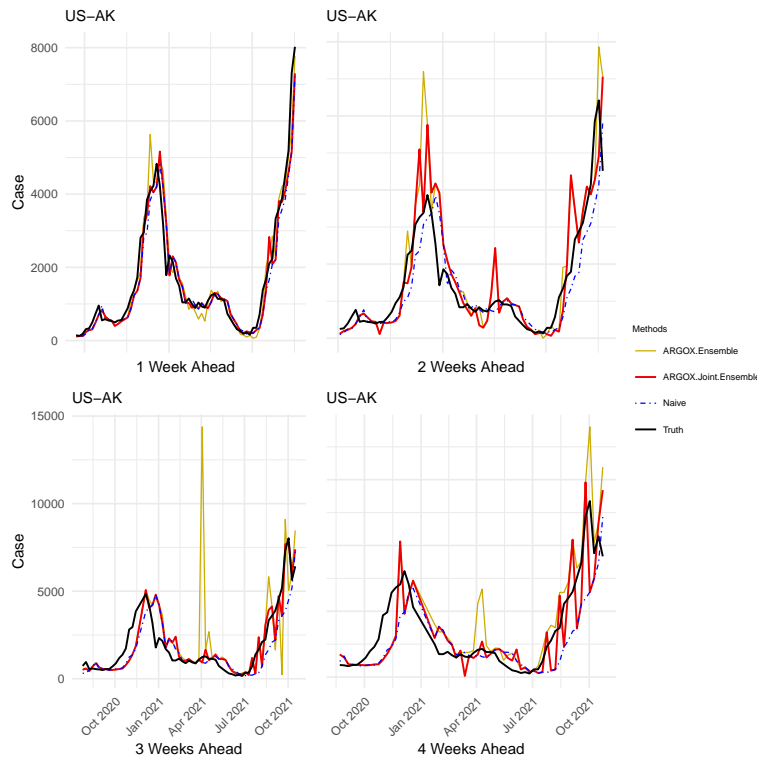 US−AK
US−AK
8000
6000
4000
2000
0
Case
1 Week Ahead
2 Weeks Ahead
Methods
ARGOX.Ensemble
ARGOX.Joint.Ensemble
Naive
Truth
US−AK
US−AK
15000
10000
5000
0
Case
Oct 2020
Jan 2021
Apr 2021
Jul 2021
Oct 2021
Oct 2020
Jan 2021
Apr 2021
Jul 2021
Oct 2021
3 Weeks Ahead
4 Weeks Ahead